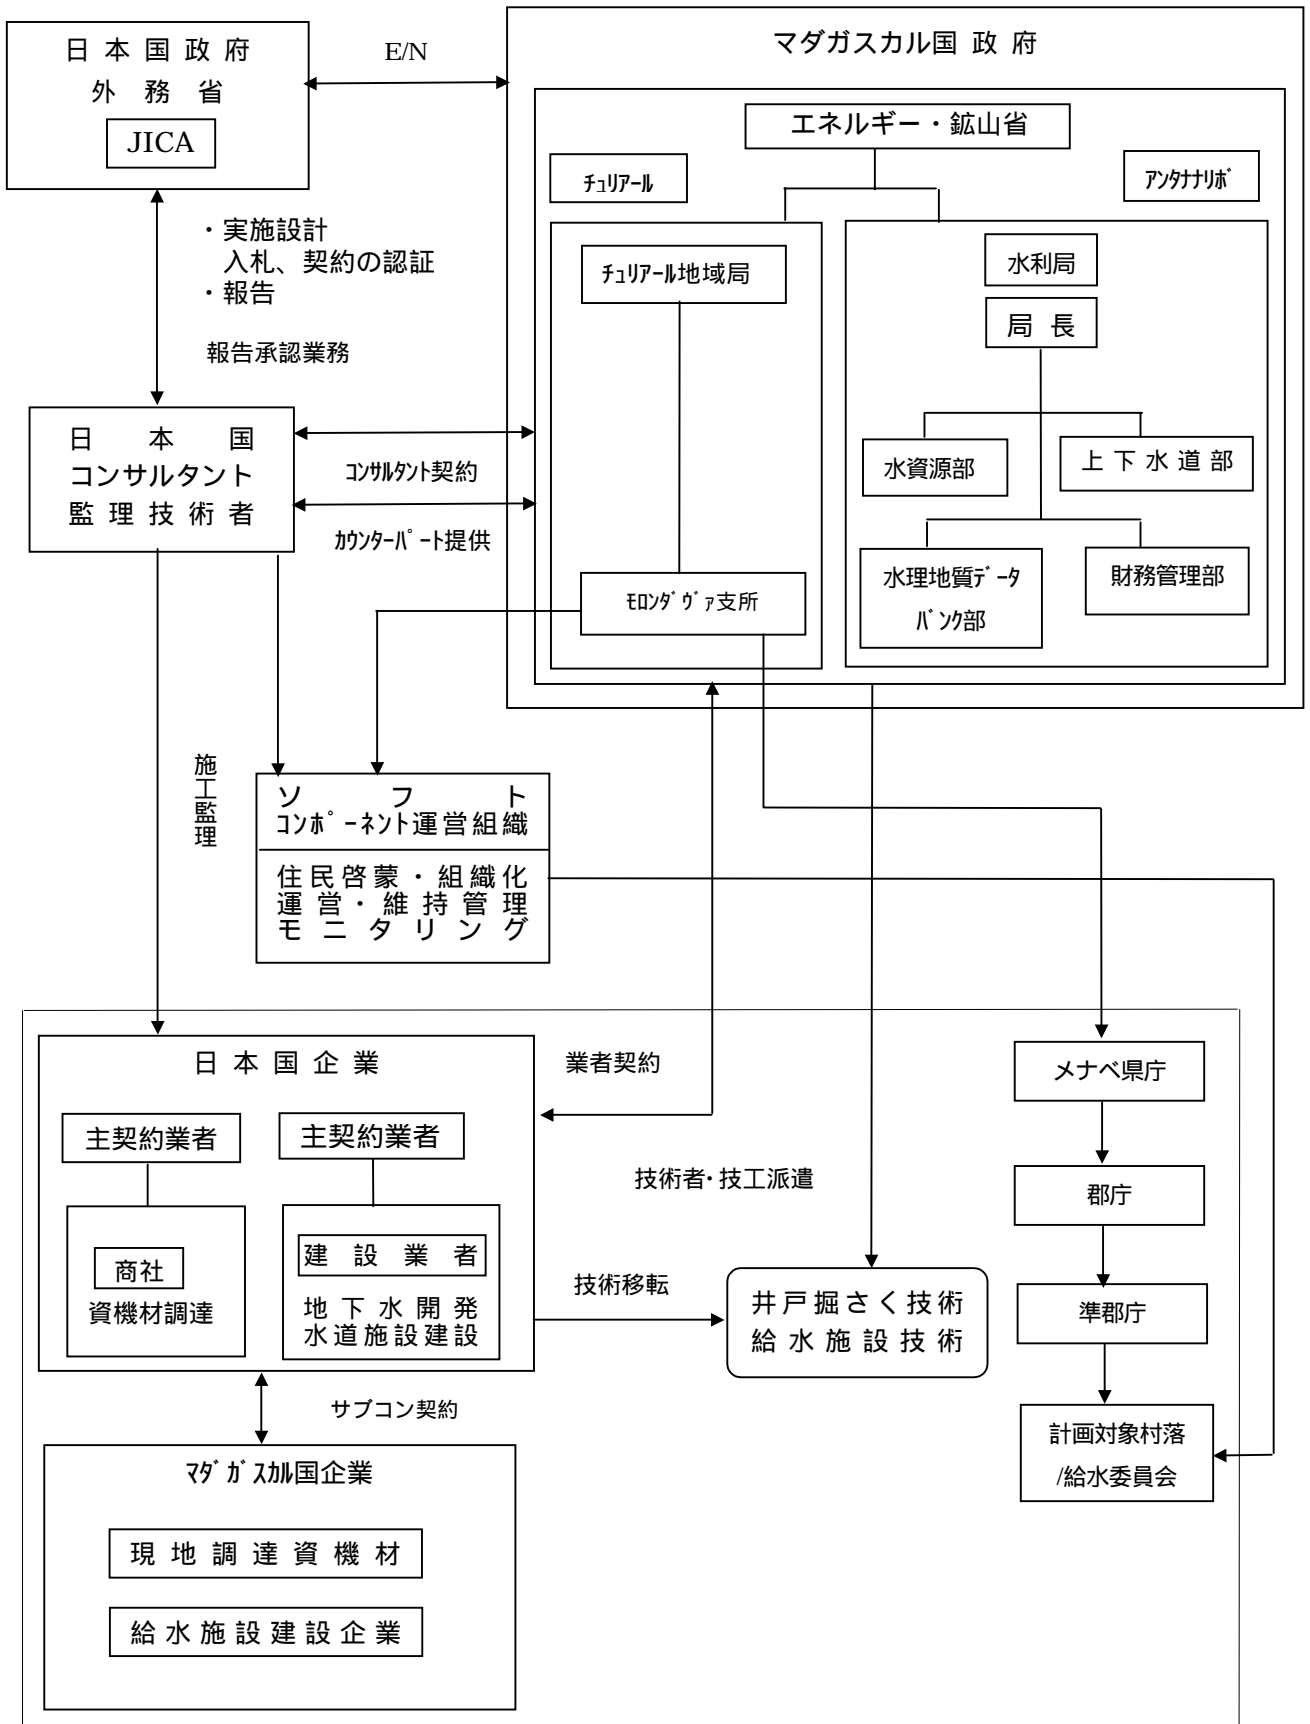 日本国政府
外務省
JICA
E/N
マダガスカル国政府
エネルギー・鉱山省
ﾁｭﾘｱｰﾙ
ｱﾝﾀﾅﾅﾘﾎﾞ
ﾁｭﾘｱｰﾙ地域局
水利局
局長
水資源部
上下水道部
水理地質ﾃﾞｰﾀ
ﾊﾞﾝｸ部
財務管理部
ﾓﾛﾝﾀﾞｳﾞｧ支所
・実施設計
入札、契約の認証
・報告
報告承認業務
日本国
コンサルタント
監理技術者
ｺﾝｻﾙﾀﾝﾄ契約
ｶｳﾝﾀｰﾊﾟｰﾄ提供
施工監理
ソフト
ｺﾝﾎﾟｰﾈﾝﾄ運営組織
住民啓蒙・組織化
運営・維持管理
モニタリング
日本国企業
主契約業者
商社
資機材調達
主契約業者
建設業者
地下水開発
水道施設建設
業者契約
技術者・技工派遣
技術移転
井戸掘さく技術
給水施設技術
メナベ県庁
郡庁
準郡庁
計画対象村落
/給水委員会
サブコン契約
ﾏﾀﾞｶﾞｽｶﾙ国企業
現地調達資機材
給水施設建設企業